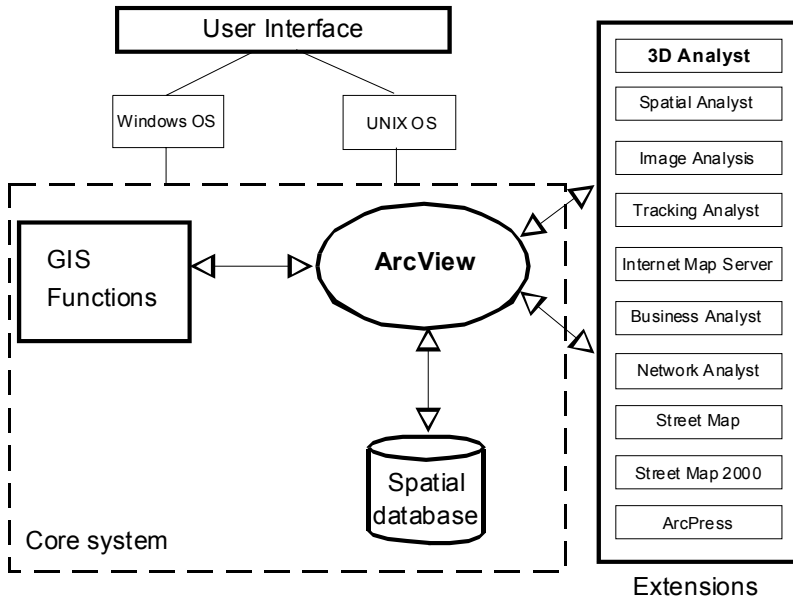 User Interface
Windows OS
UNIX OS
GIS
Functions
ArcView
Spatial
database
Core system
3D Analyst
Spatial Analyst
Image Analysis
Tracking Analyst
Internet Map Server
Business Analyst
Network Analyst
Street Map
Street Map 2000
ArcPress
Extensions